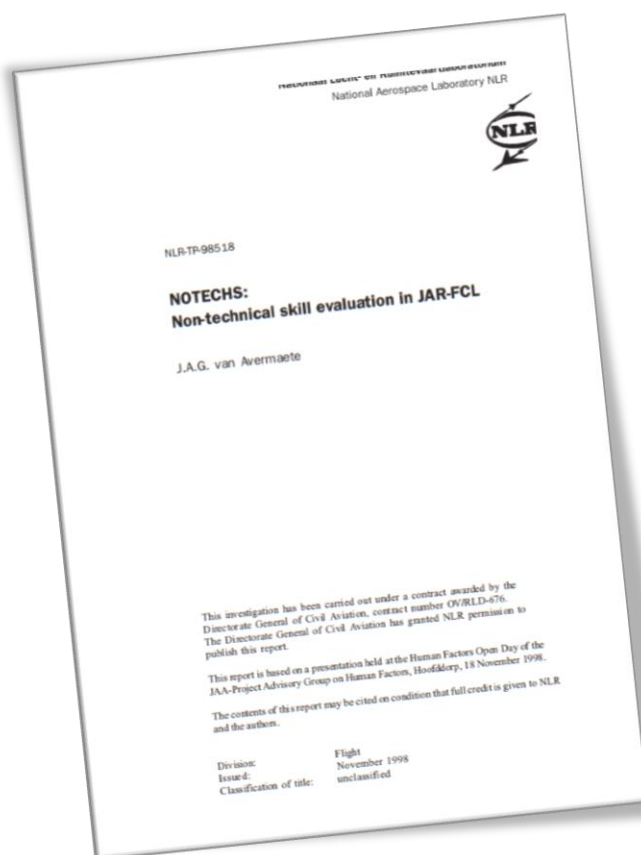 National Aerospace Laboratory NLR
NLR
NLR-TP-98518
NOTECHS:
Non-technical skill evaluation in JAR-FCL
J.A.G. van Avermaete
This investigation has been carried out under a contract awarded by the
Directorate General of Civil Aviation, contract number OV/RLD-676.
The Directorate General of Civil Aviation has granted NLR permission to
publish this report.
This report is based on a presentation held at the Human Factors Open Day of the
JAA-Project Advisory Group on Human Factors, Hoofddorp, 18 November 1998.
The contents of this report may be cited on condition that full credit is given to NLR
and the authors.
Division: Flight
Issued: November 1998
Classification of title: unclassified